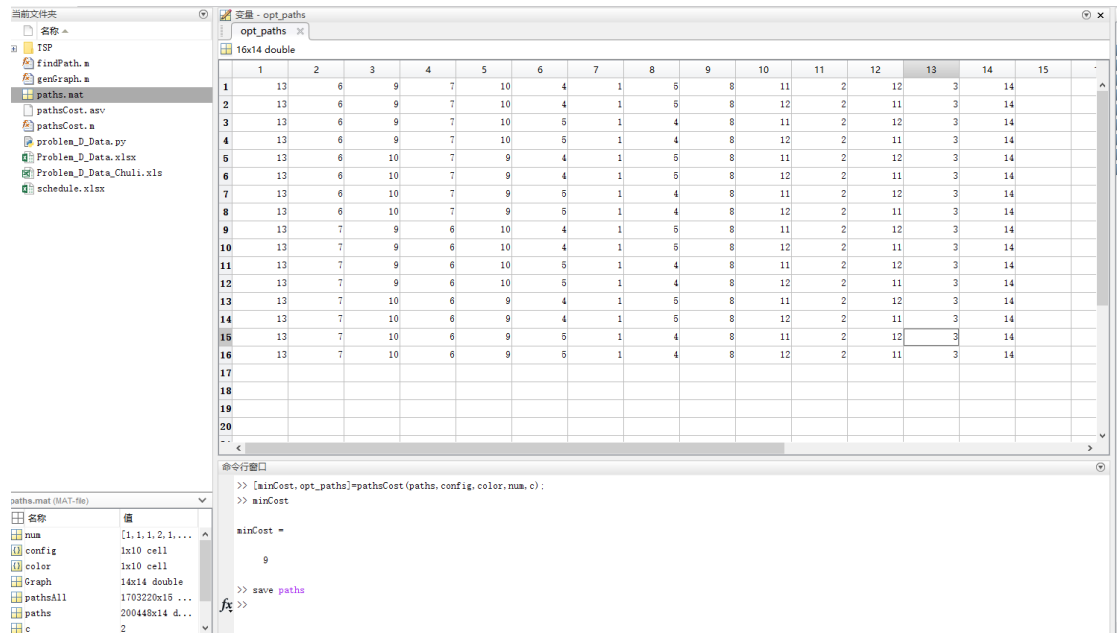 当前文件夹
名称
TSP
findPath.m
genGraph.m
paths.mat
pathsCost.asv
pathsCost.m
problem_D_Data.py
Problem_D_Data.xlsx
Problem_D_Data_Chuli.xls
schedule.xlsx
paths.mat (MAT-file)
名称 值
num [1,1,1,2,1,...
config 1x10 cell
color 1x10 cell
Graph 14x14 double
pathsAll 1703220x15 ...
paths 200448x14 d...
c 2
变量 - opt_paths
opt_paths
16x14 double
1 2 3 4 5 6 7 8 9 10 11 12 13 14 15
1 13 6 9 7 10 4 1 5 8 11 2 12 3 14
2 13 6 9 7 10 4 1 5 8 12 2 11 3 14
3 13 6 9 7 10 5 1 4 8 11 2 12 3 14
4 13 6 9 7 10 5 1 4 8 12 2 11 3 14
5 13 6 10 7 9 4 1 5 8 11 2 12 3 14
6 13 6 10 7 9 4 1 5 8 12 2 11 3 14
7 13 6 10 7 9 5 1 4 8 11 2 12 3 14
8 13 6 10 7 9 5 1 4 8 12 2 11 3 14
9 13 7 9 6 10 4 1 5 8 11 2 12 3 14
10 13 7 9 6 10 4 1 5 8 12 2 11 3 14
11 13 7 9 6 10 5 1 4 8 11 2 12 3 14
12 13 7 9 6 10 5 1 4 8 12 2 11 3 14
13 13 7 10 6 9 4 1 5 8 11 2 12 3 14
14 13 7 10 6 9 4 1 5 8 12 2 11 3 14
15 13 7 10 6 9 5 1 4 8 11 2 12 3 14
16 13 7 10 6 9 5 1 4 8 12 2 11 3 14
17
18
19
20
命令行窗口
>> [minCost,opt_paths]=pathsCost(paths,config,color,num,c);
>> minCost
minCost =
9
>> save paths
fx >>